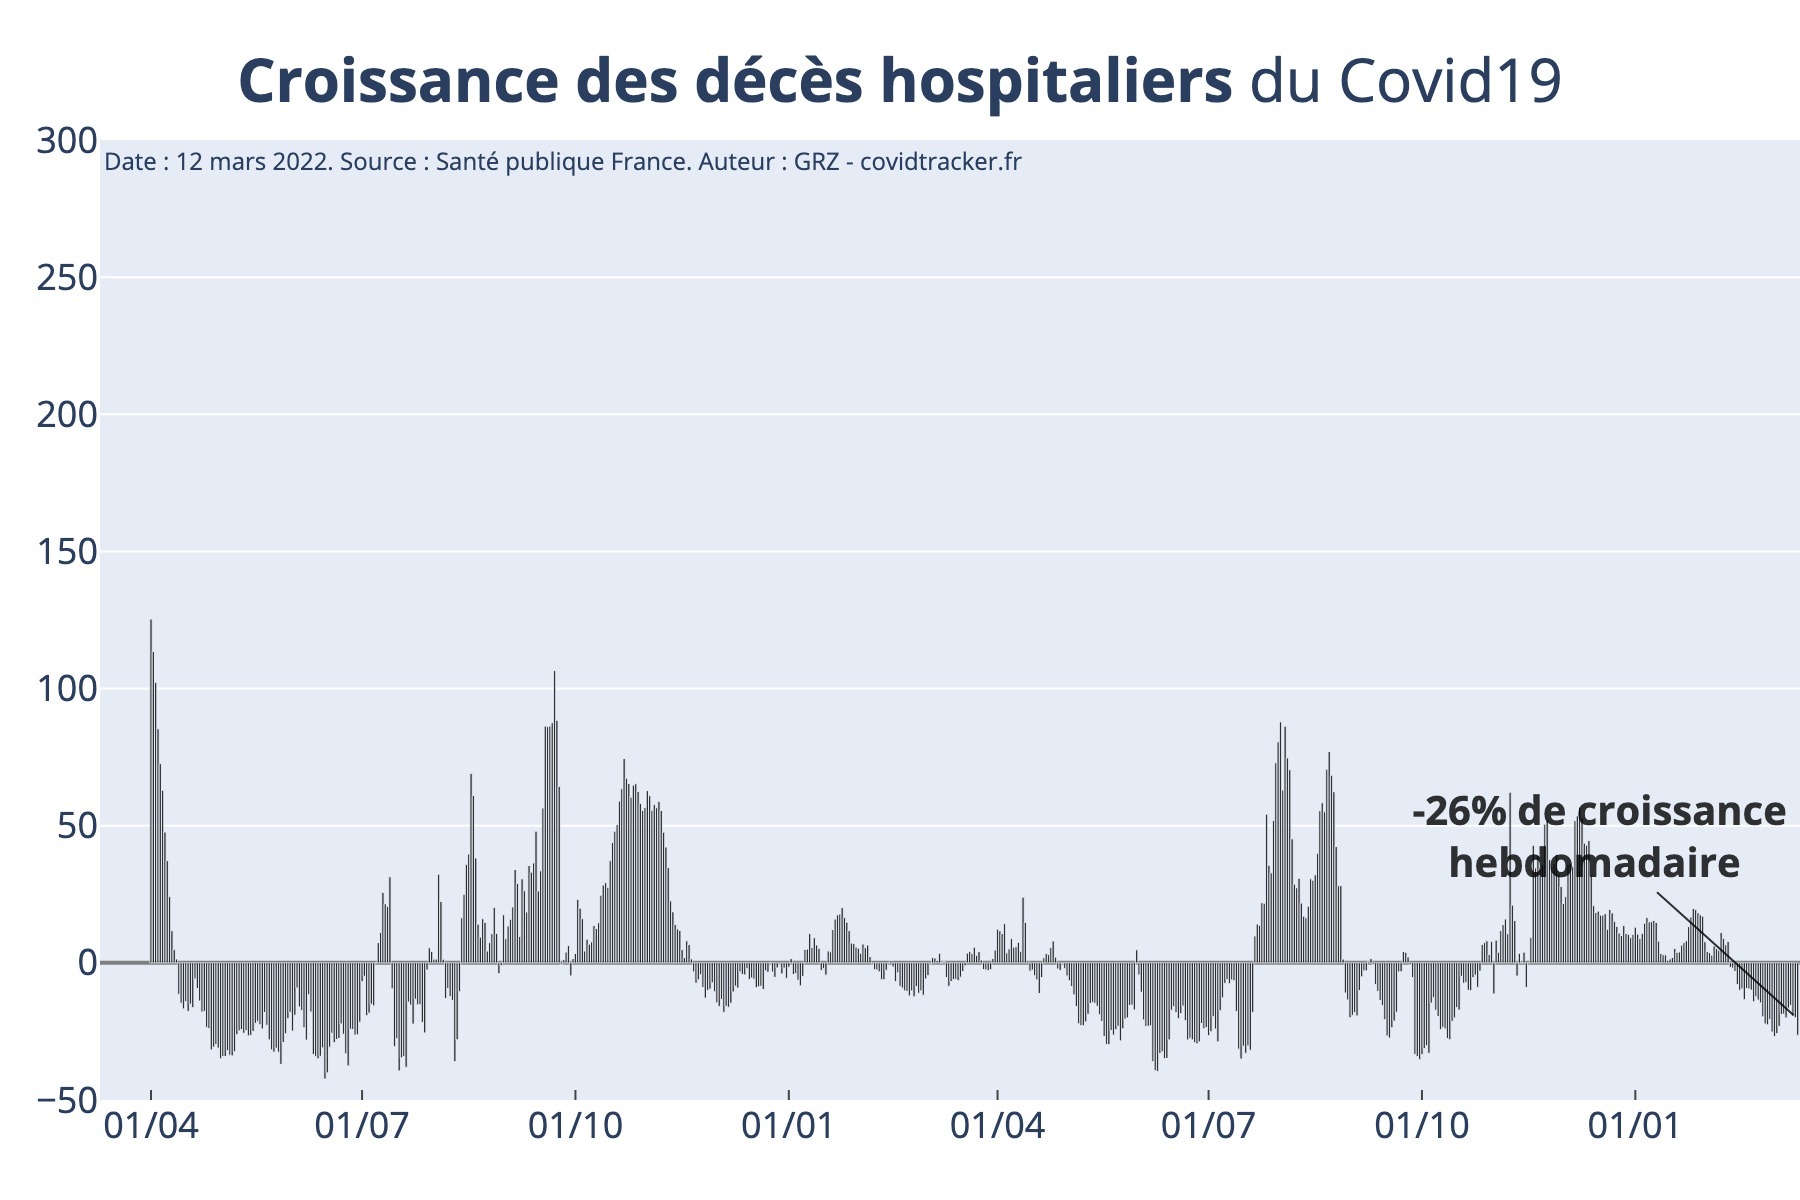 Croissance des décès hospitaliers du Covid19
300
Date : 12 mars 2022. Source : Santé publique France. Auteur : GRZ - covidtracker.fr
250
200
150
100
50
-26% de croissance
hebdomadaire
0
−50
01/04 01/07 01/10 01/01 01/04 01/07 01/10 01/01